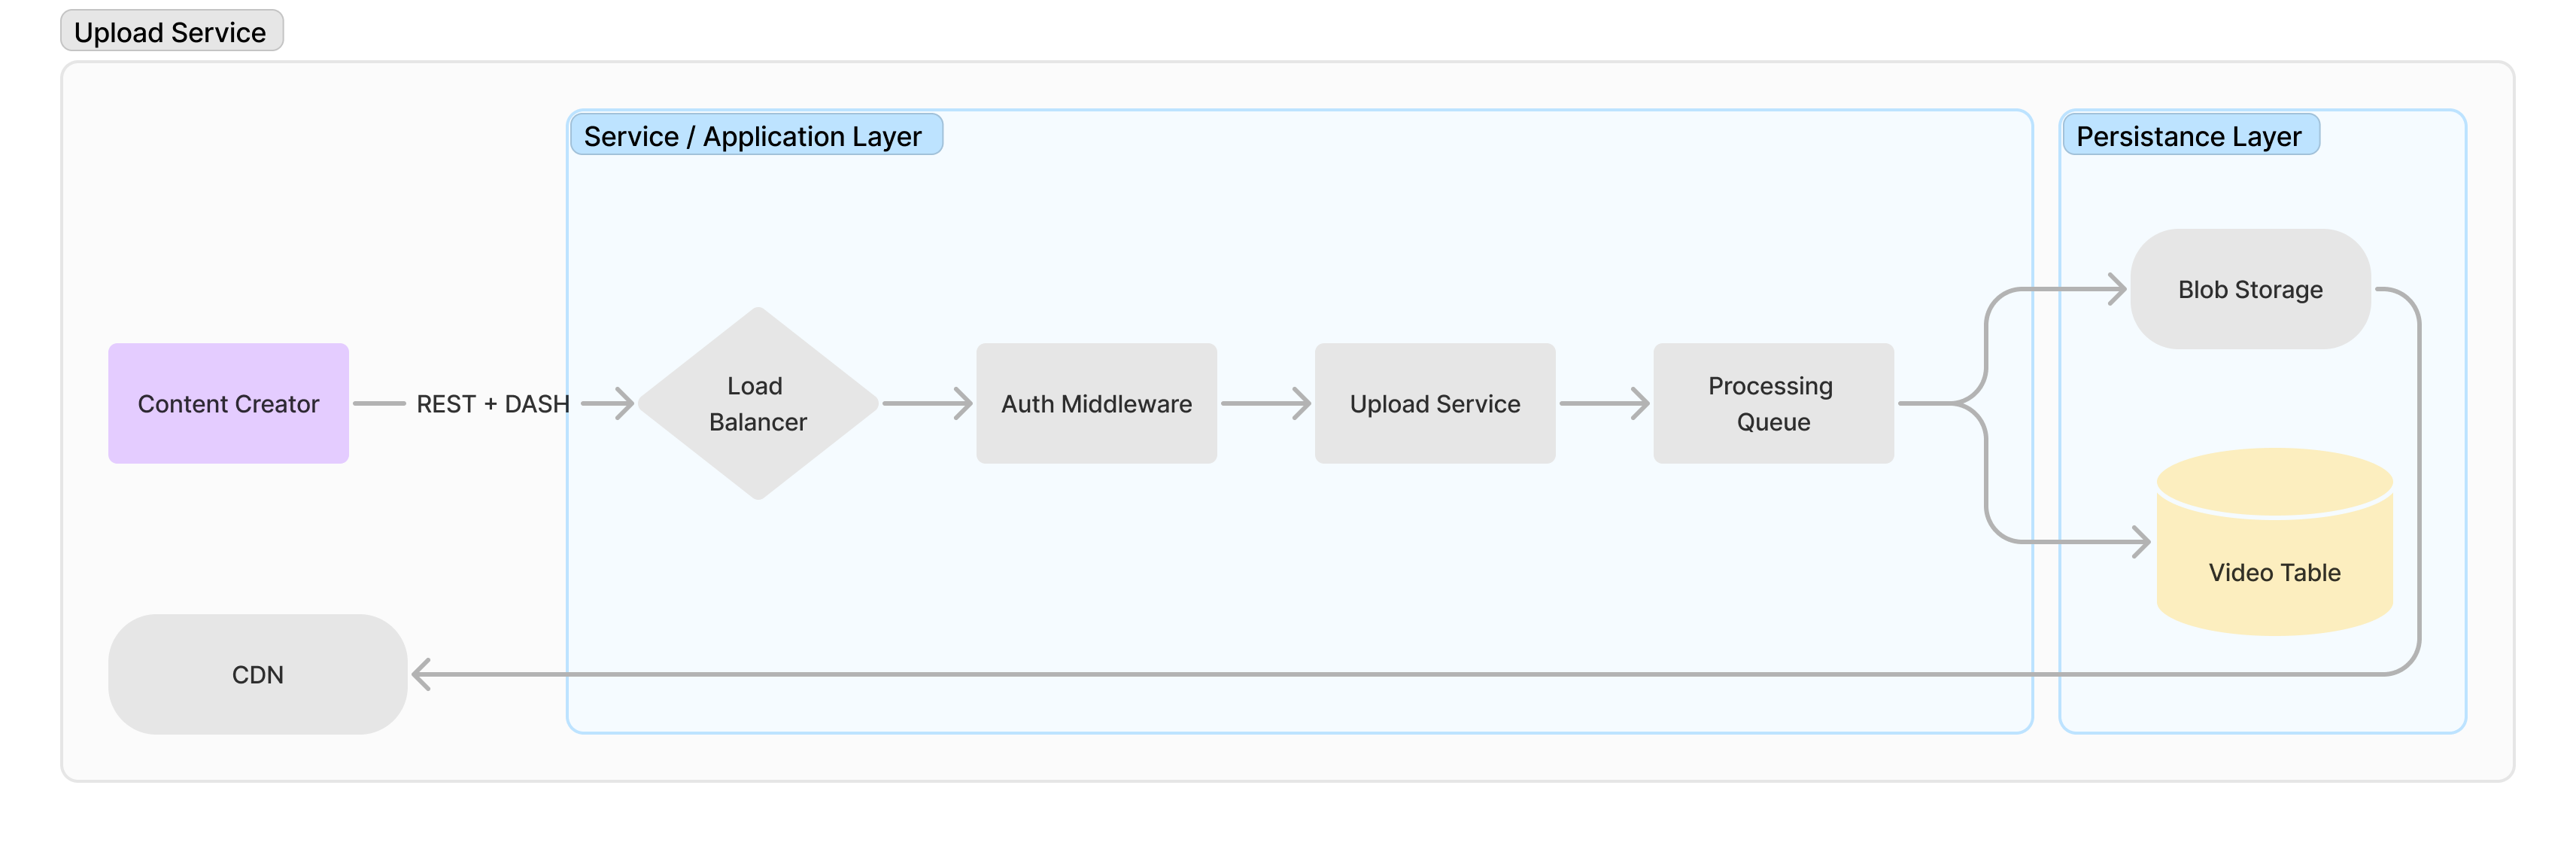 Upload Service
Service / Application Layer
Persistance Layer
Blob Storage
Content Creator
REST + DASH
Load
Balancer
Auth Middleware
Upload Service
Processing
Queue
Video Table
CDN